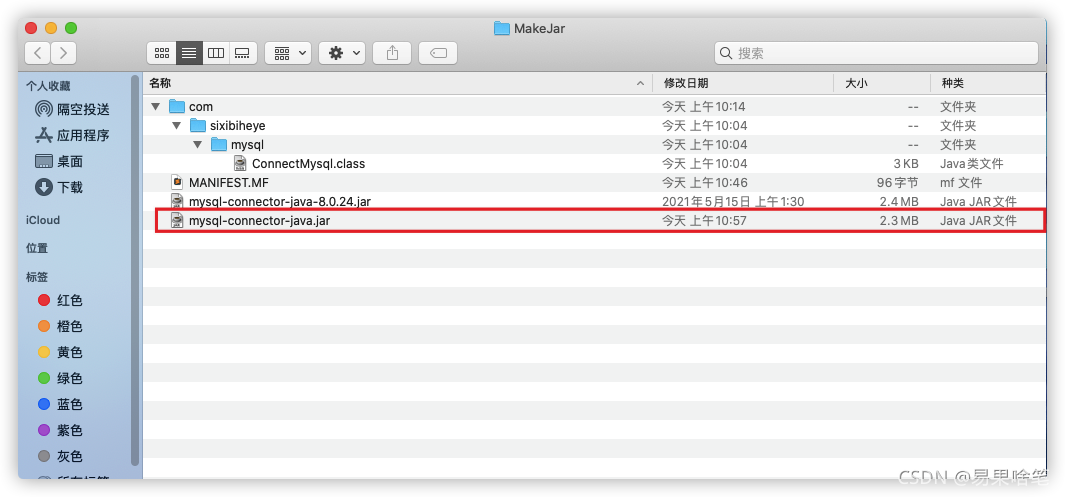 MakeJar
搜索
个人收藏
隔空投送
应用程序
桌面
下载
iCloud
位置
标签
红色
橙色
黄色
绿色
蓝色
紫色
灰色
所有标签
名称 修改日期 大小 种类
com 今天 上午10:14 -- 文件夹
sixibiheye 今天 上午10:04 -- 文件夹
mysql 今天 上午10:04 -- 文件夹
ConnectMysql.class 今天 上午10:04 3 KB Java 类文件
MANIFEST.MF 今天 上午10:46 96 字节 mf 文件
mysql-connector-java-8.0.24.jar 2021年5月15日 上午1:30 2.4 MB Java JAR 文件
mysql-connector-java.jar 今天 上午10:57 2.3 MB Java JAR 文件
CSDN @易果啥笔